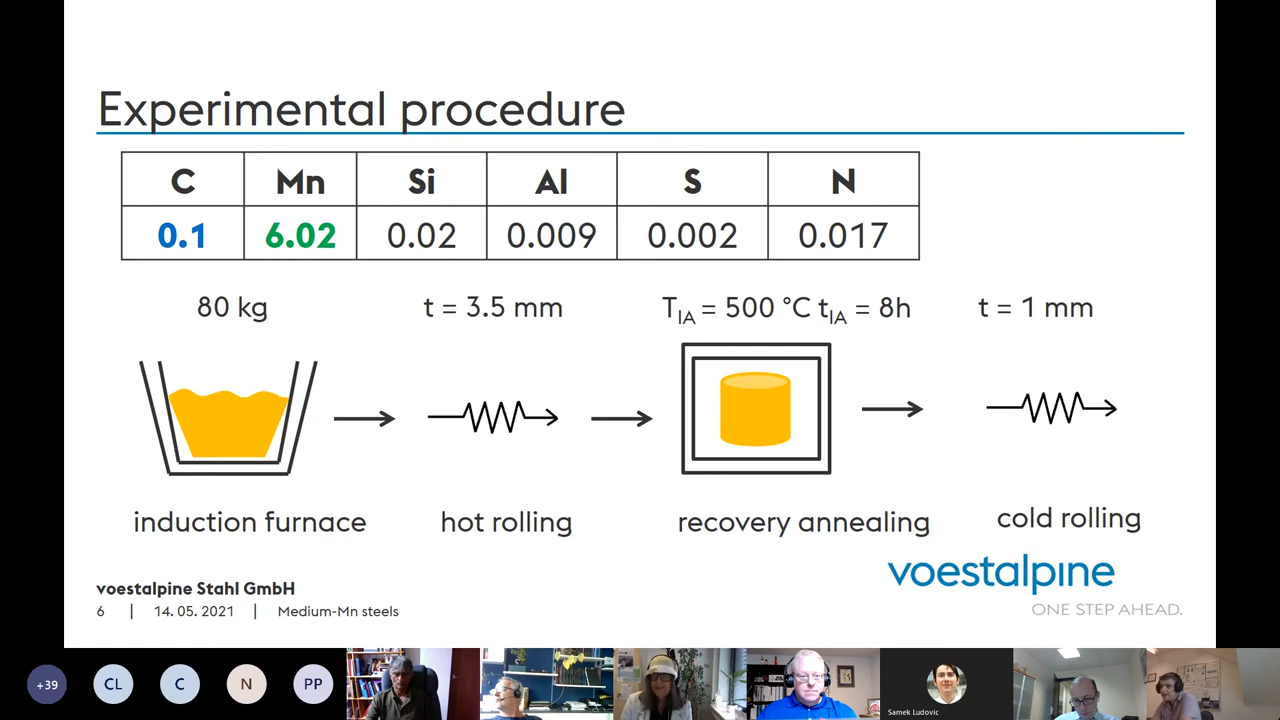 Experimental procedure
C Mn Si Al S N
0.1 6.02 0.02 0.009 0.002 0.017
80 kg t = 3.5 mm T_IA = 500 °C t_IA = 8h t = 1 mm
induction furnace hot rolling recovery annealing cold rolling
voestalpine
ONE STEP AHEAD.
voestalpine Stahl GmbH
6 | 14. 05. 2021 | Medium-Mn steels
+39 CL C N PP
Samek Ludovic